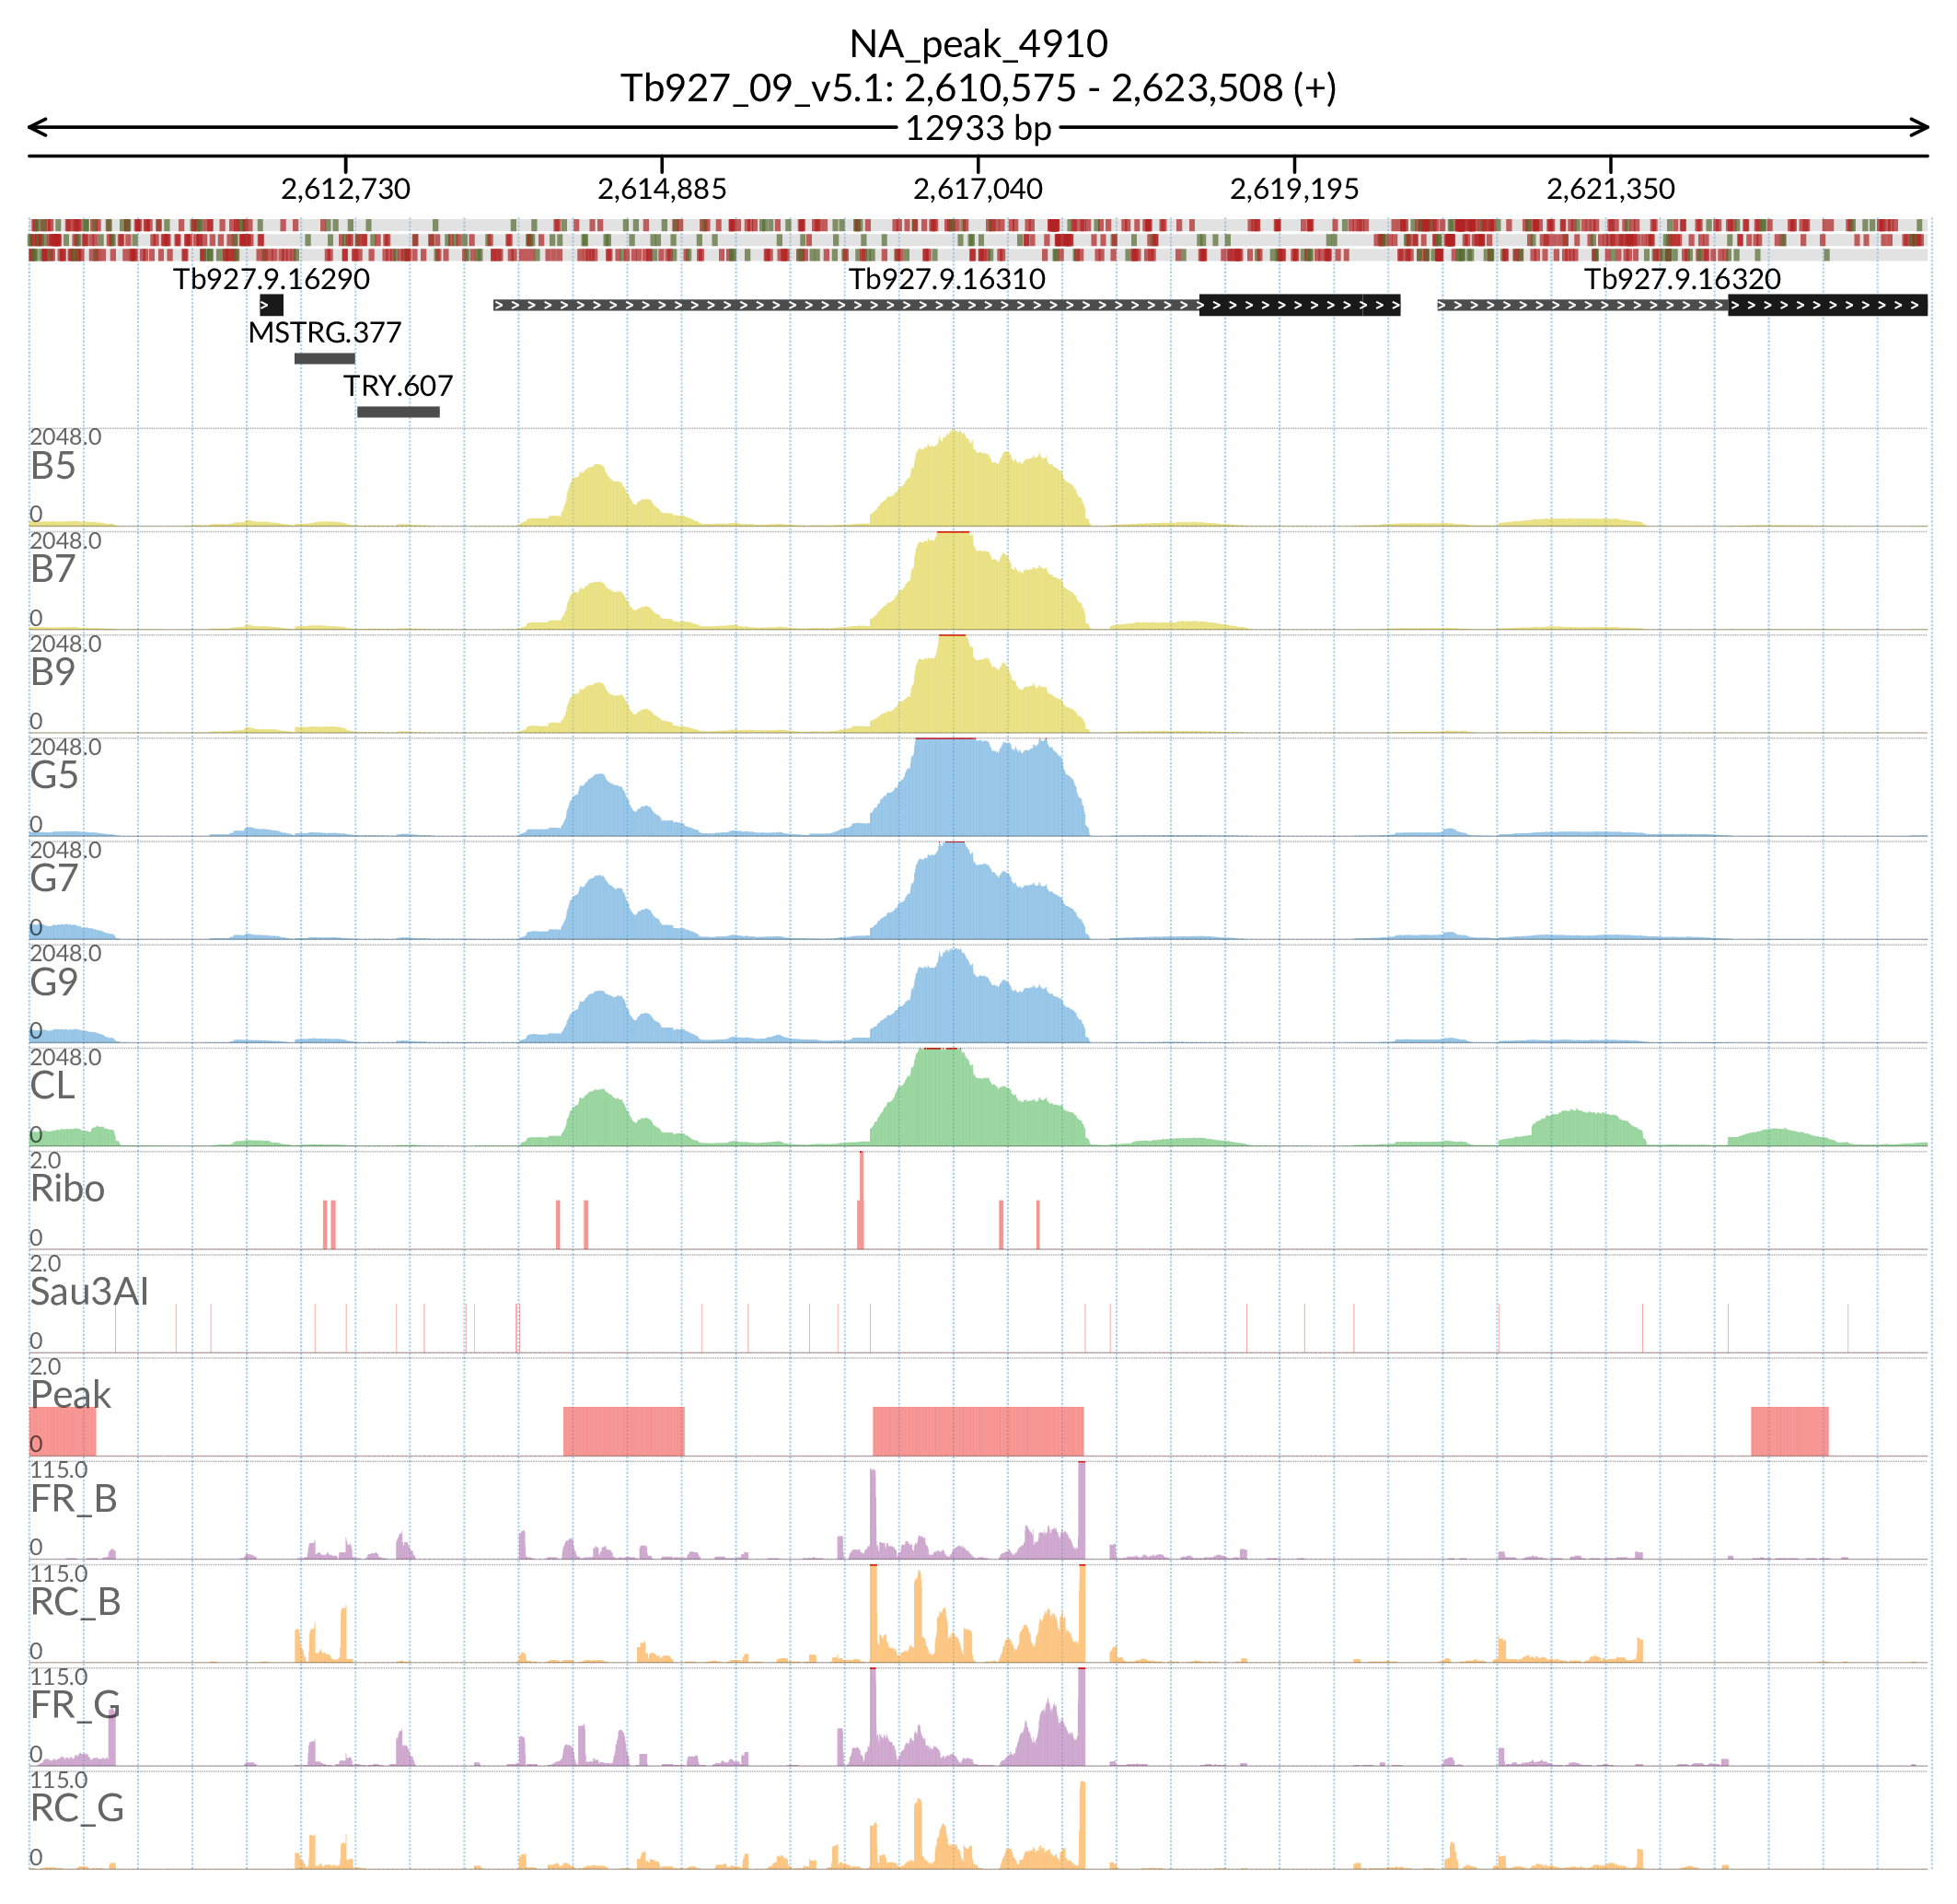 NA_peak_4910
Tb927_09_v5.1: 2,610,575 - 2,623,508 (+)
12933 bp
2,612,730 2,614,885 2,617,040 2,619,195 2,621,350
Tb927.9.16290 Tb927.9.16310 Tb927.9.16320
MSTRG.377
TRY.607
2048.0
B5
0
2048.0
B7
0
2048.0
B9
0
2048.0
G5
0
2048.0
G7
0
2048.0
G9
0
2048.0
CL
0
2.0
Ribo
0
2.0
Sau3AI
0
2.0
Peak
0
115.0
FR_B
0
115.0
RC_B
0
115.0
FR_G
0
115.0
RC_G
0